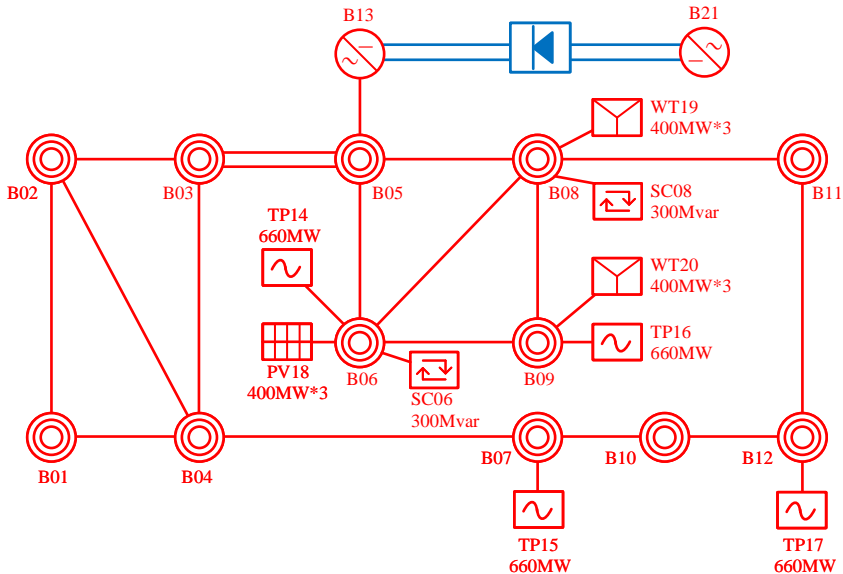 B13
B21
WT19
400MW*3
B02
B03
B05
B08
B11
SC08
300Mvar
TP14
660MW
WT20
400MW*3
TP16
660MW
PV18
400MW*3
B06
SC06
300Mvar
B09
B01
B04
B07
B10
B12
TP15
660MW
TP17
660MW